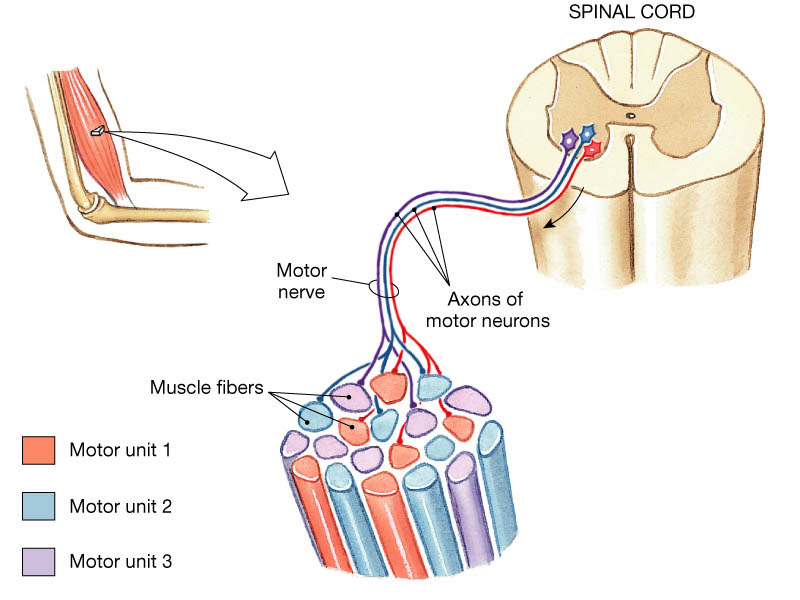 SPINAL CORD
Motor
nerve
Axons of
motor neurons
Muscle fibers
Motor unit 1
Motor unit 2
Motor unit 3